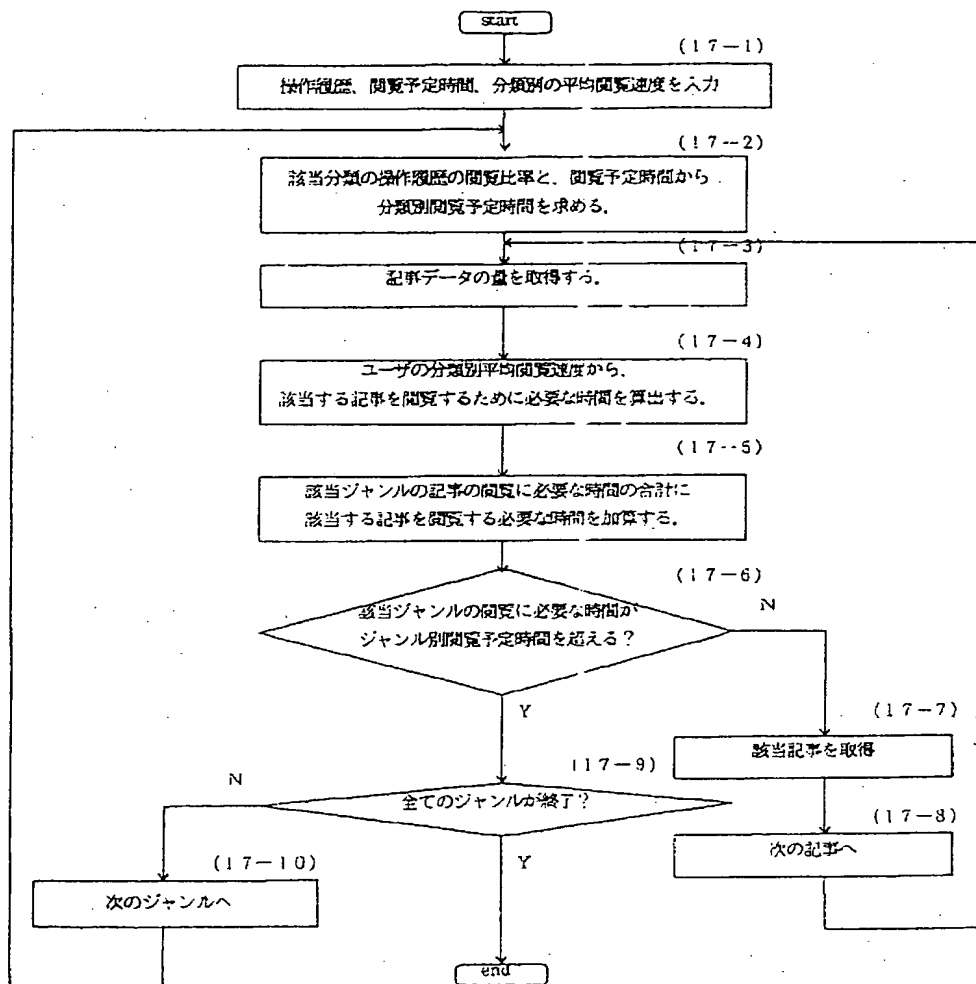 start
(17-1)
操作履歴、閲覧予定時間、分類別の平均閲覧速度を入力
(17-2)
該当分類の操作履歴の閲覧比率と、閲覧予定時間から
分類別閲覧予定時間を求める。
(17-3)
記事データの量を取得する。
(17-4)
ユーザの分類別平均閲覧速度から、
該当する記事を閲覧するために必要な時間を算出する。
(17-5)
該当ジャンルの記事の閲覧に必要な時間の合計に
該当する記事を閲覧する必要な時間を加算する。
(17-6)
該当ジャンルの閲覧に必要な時間が
ジャンル別閲覧予定時間を超える?
N
Y
(17-7)
該当記事を取得
(17-9)
全てのジャンルが終了?
N
(17-8)
次の記事へ
Y
(17-10)
次のジャンルへ
end